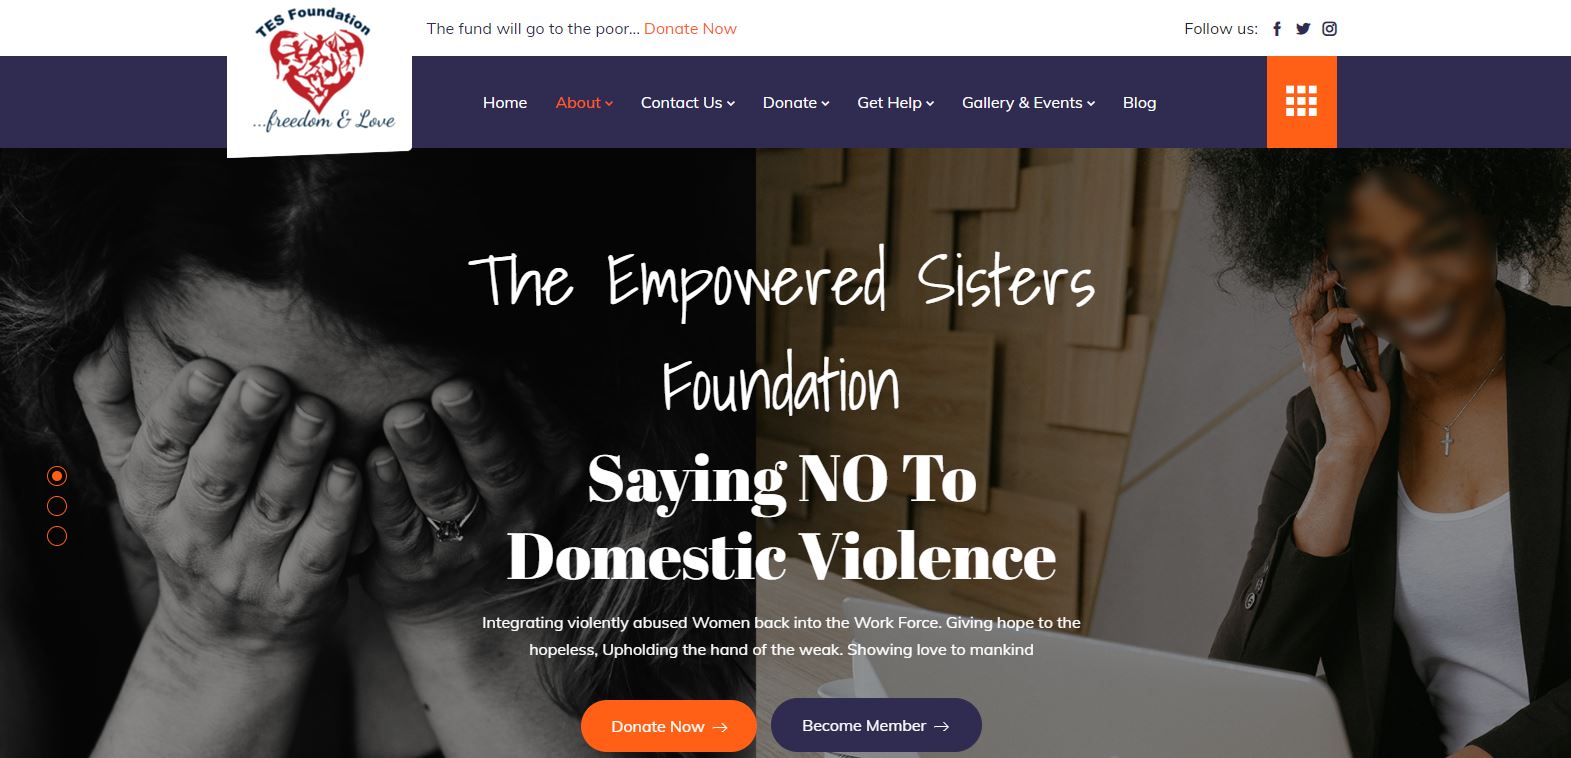 TES Foundation
...freedom & Love
The fund will go to the poor... Donate Now
Follow us:
Home About Contact Us Donate Get Help Gallery & Events Blog
The Empowered Sisters
Foundation
Saying NO To
Domestic Violence
Integrating violently abused Women back into the Work Force. Giving hope to the
hopeless, Upholding the hand of the weak. Showing love to mankind
Donate Now →
Become Member →